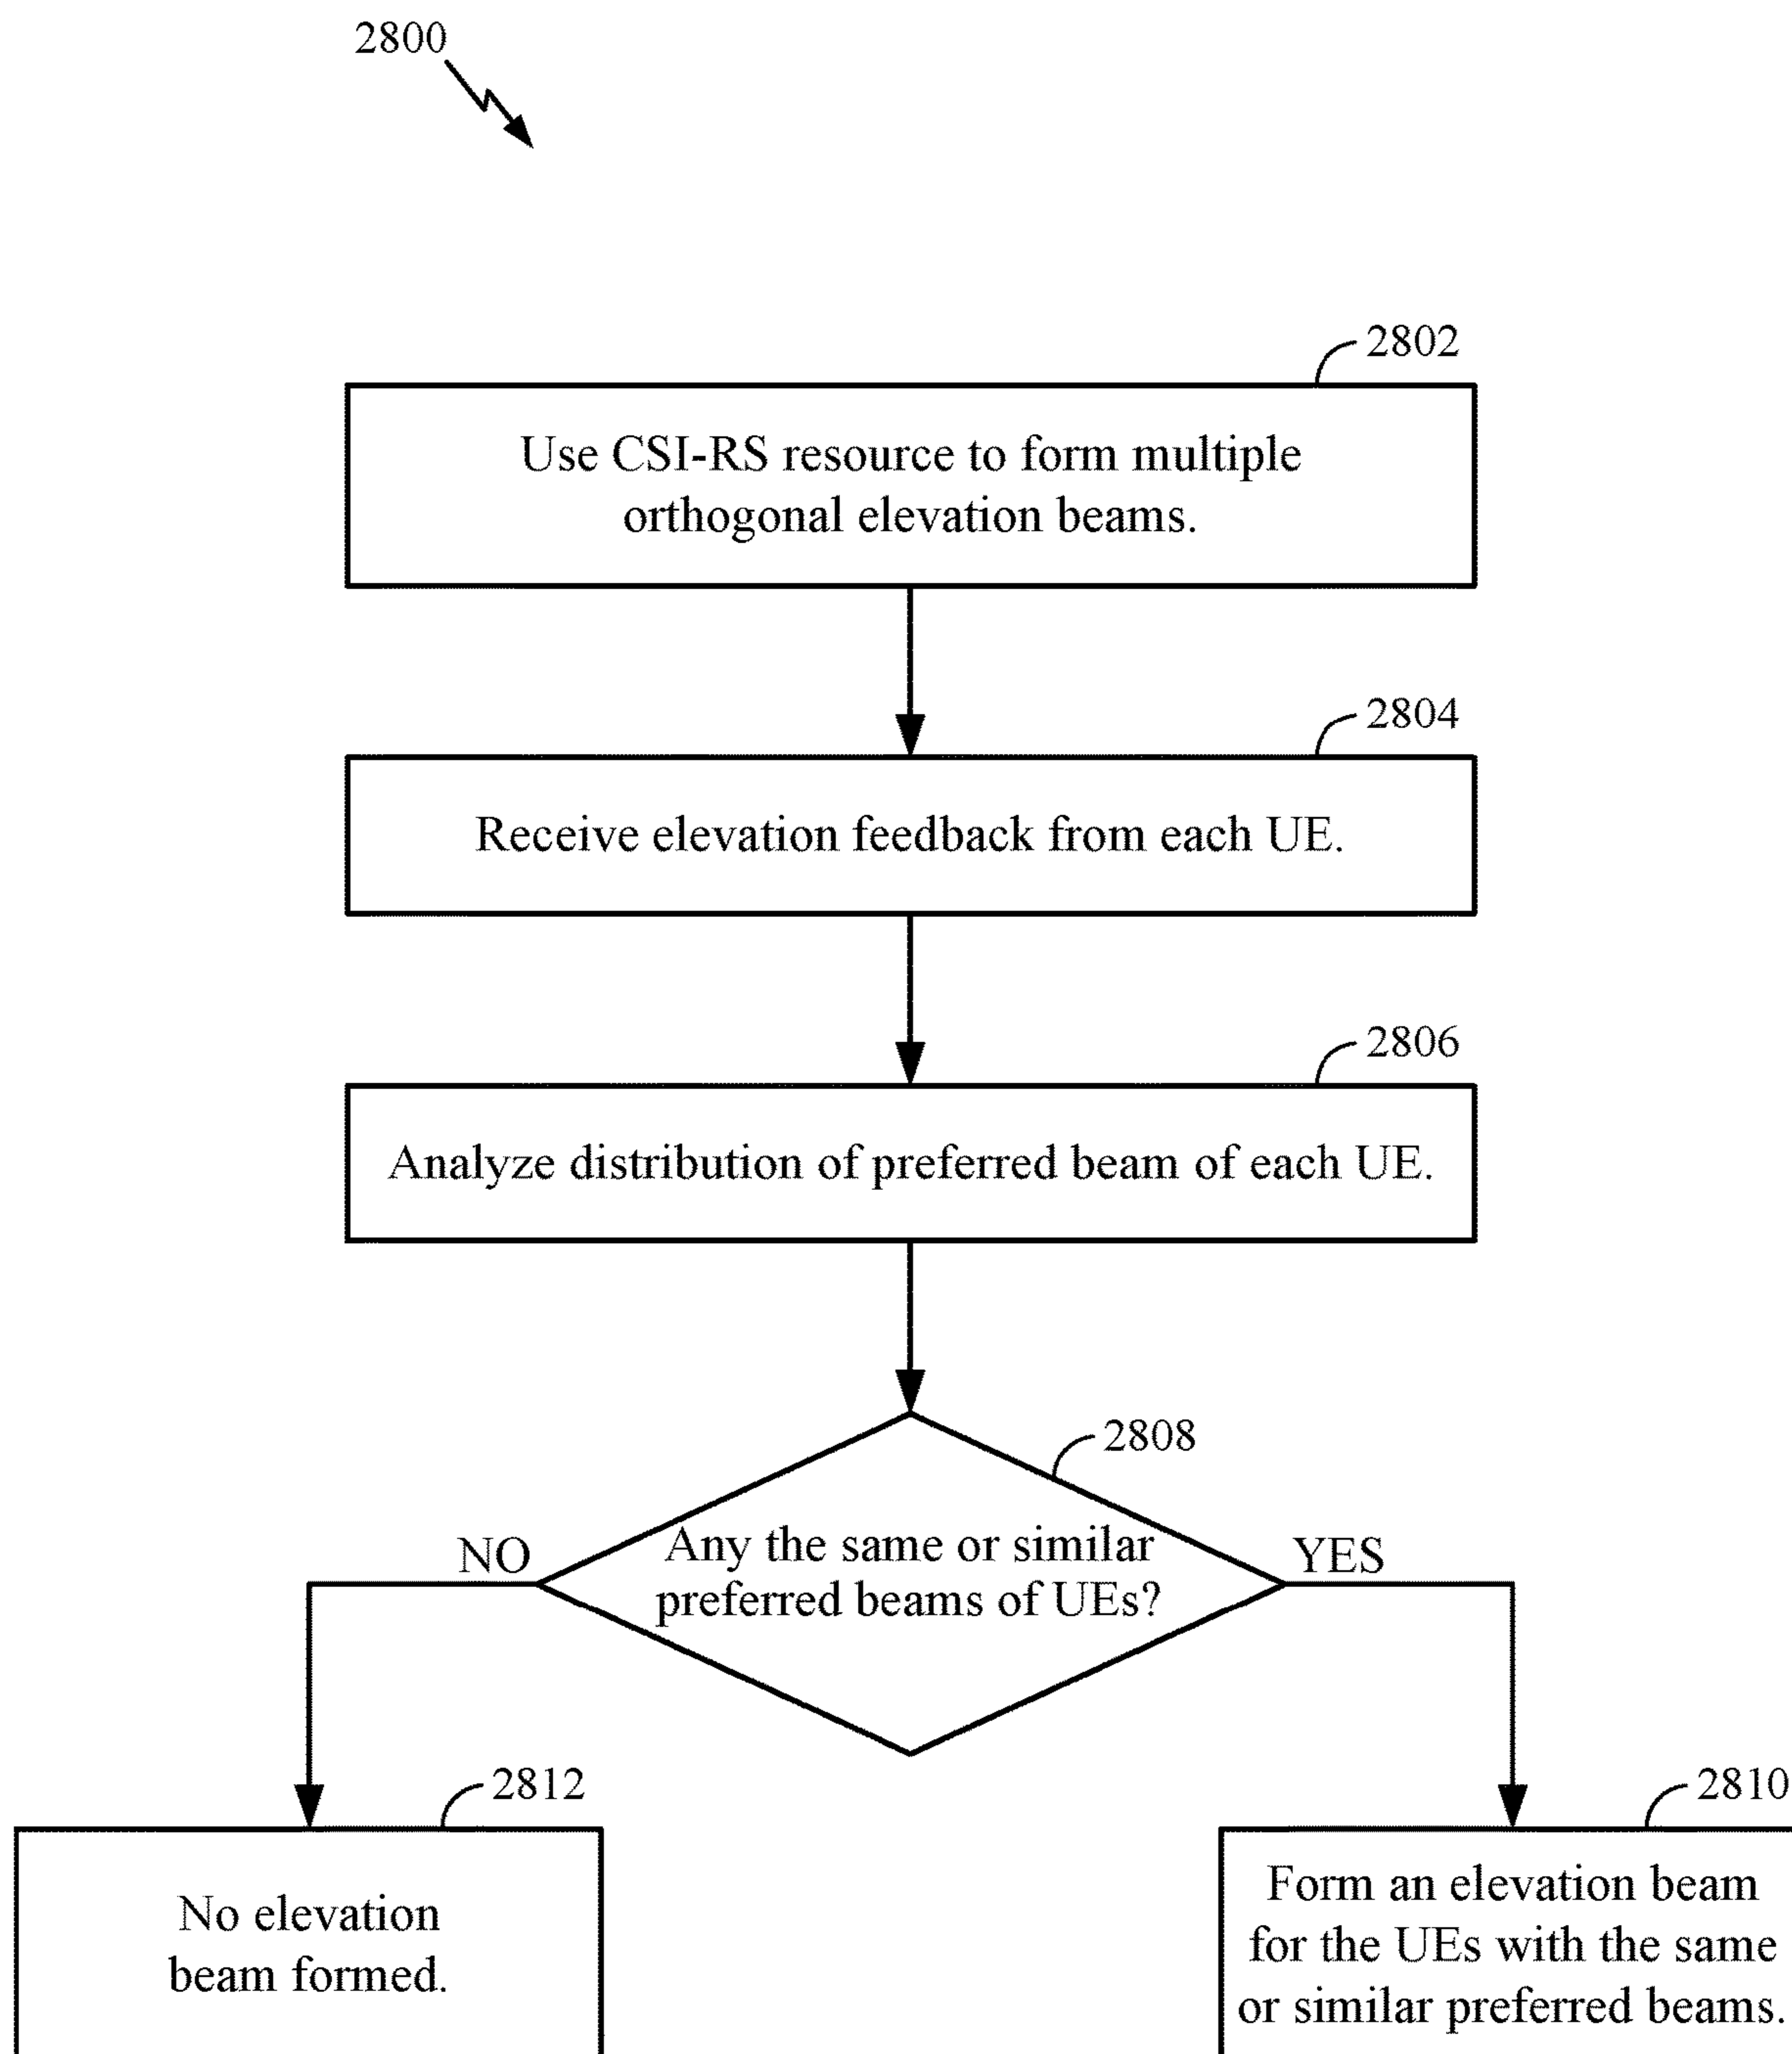 2800
2802
Use CSI-RS resource to form multiple
orthogonal elevation beams.
2804
Receive elevation feedback from each UE.
2806
Analyze distribution of preferred beam of each UE.
2808
NO
Any the same or similar
preferred beams of UEs?
YES
2812
No elevation
beam formed.
2810
Form an elevation beam
for the UEs with the same
or similar preferred beams.